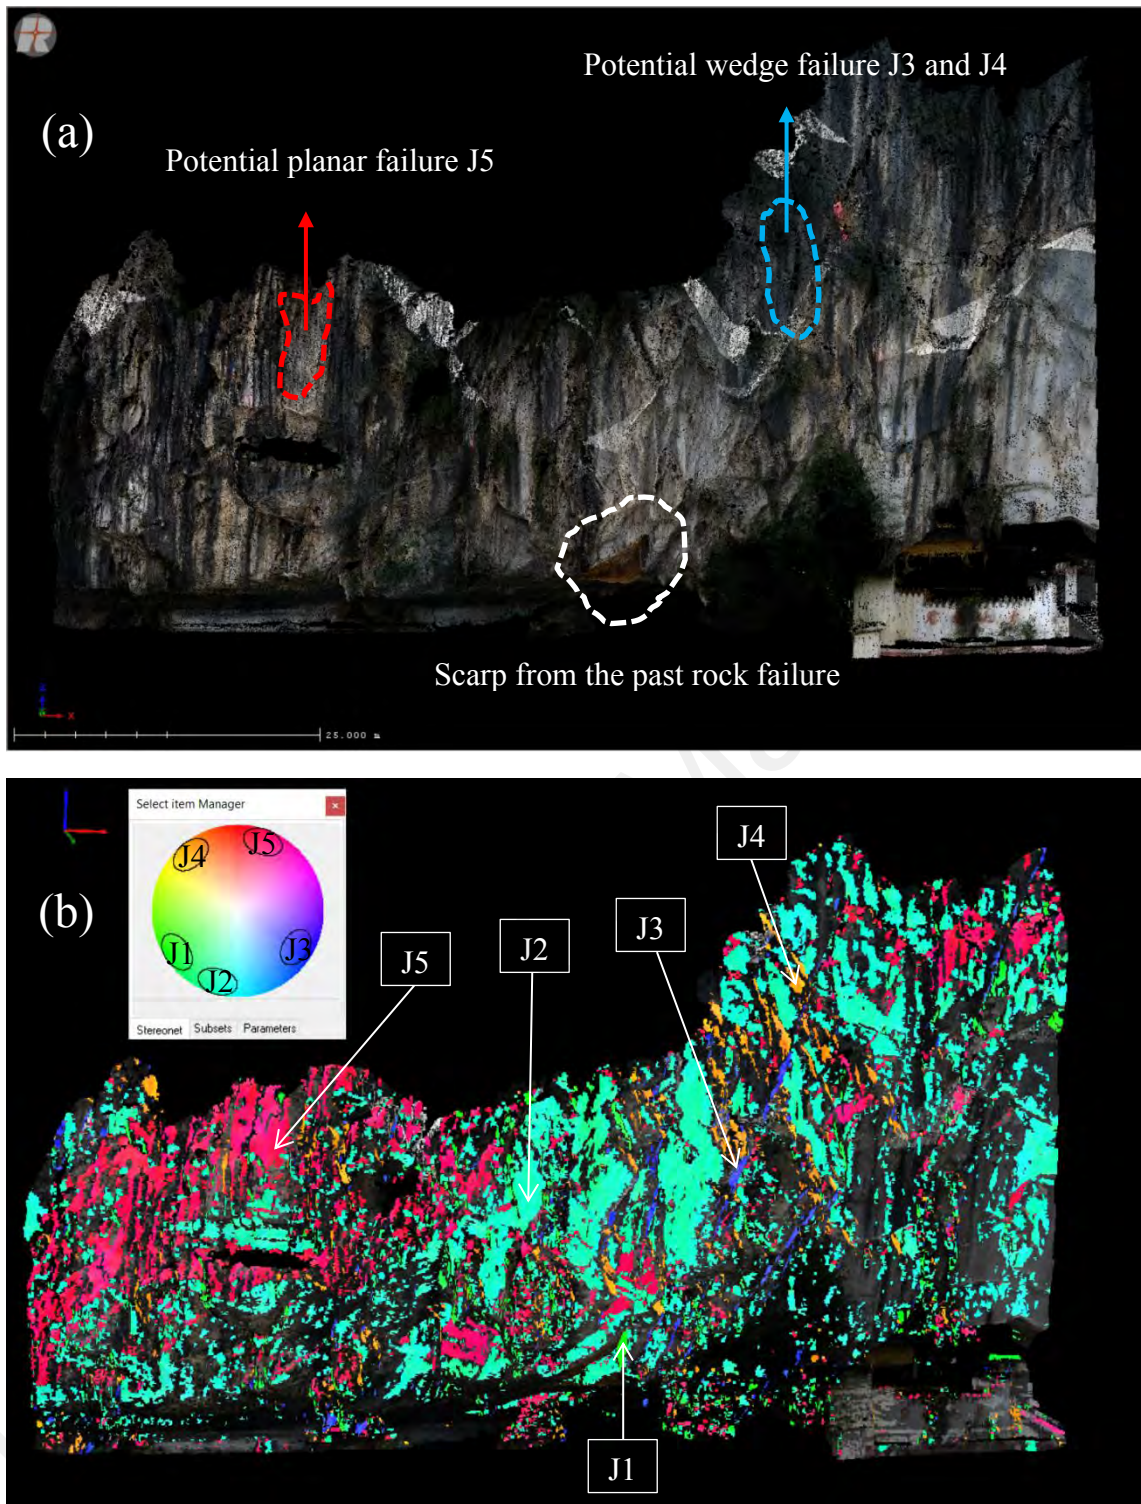 Potential wedge failure J3 and J4
(a)
Potential planar failure J5
Scarp from the past rock failure
Z
X
25.000 m
Select item Manager
J4
J5
J1
J2
J3
Stereonet Subsets Parameters
(b)
J4
J3
J2
J5
J1